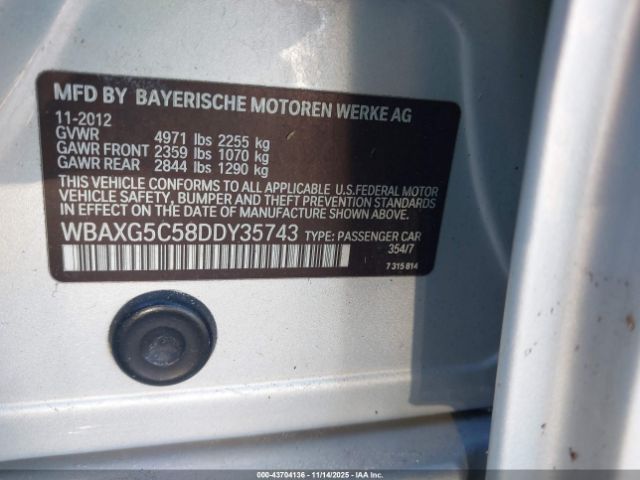 MFD BY BAYERISCHE MOTOREN WERKE AG
11-2012
GVWR 4971 lbs 2255 kg
GAWR FRONT 2359 lbs 1070 kg
GAWR REAR 2844 lbs 1290 kg
THIS VEHICLE CONFORMS TO ALL APPLICABLE U.S.FEDERAL MOTOR
VEHICLE SAFETY, BUMPER, AND THEFT PREVENTION STANDARDS
IN EFFECT ON THE DATE OF MANUFACTURE SHOWN ABOVE.
WBAXG5C58DDY35743 TYPE: PASSENGER CAR
354/7
7 315 814
000-43704136 | 11/14/2025 | IAA Inc.